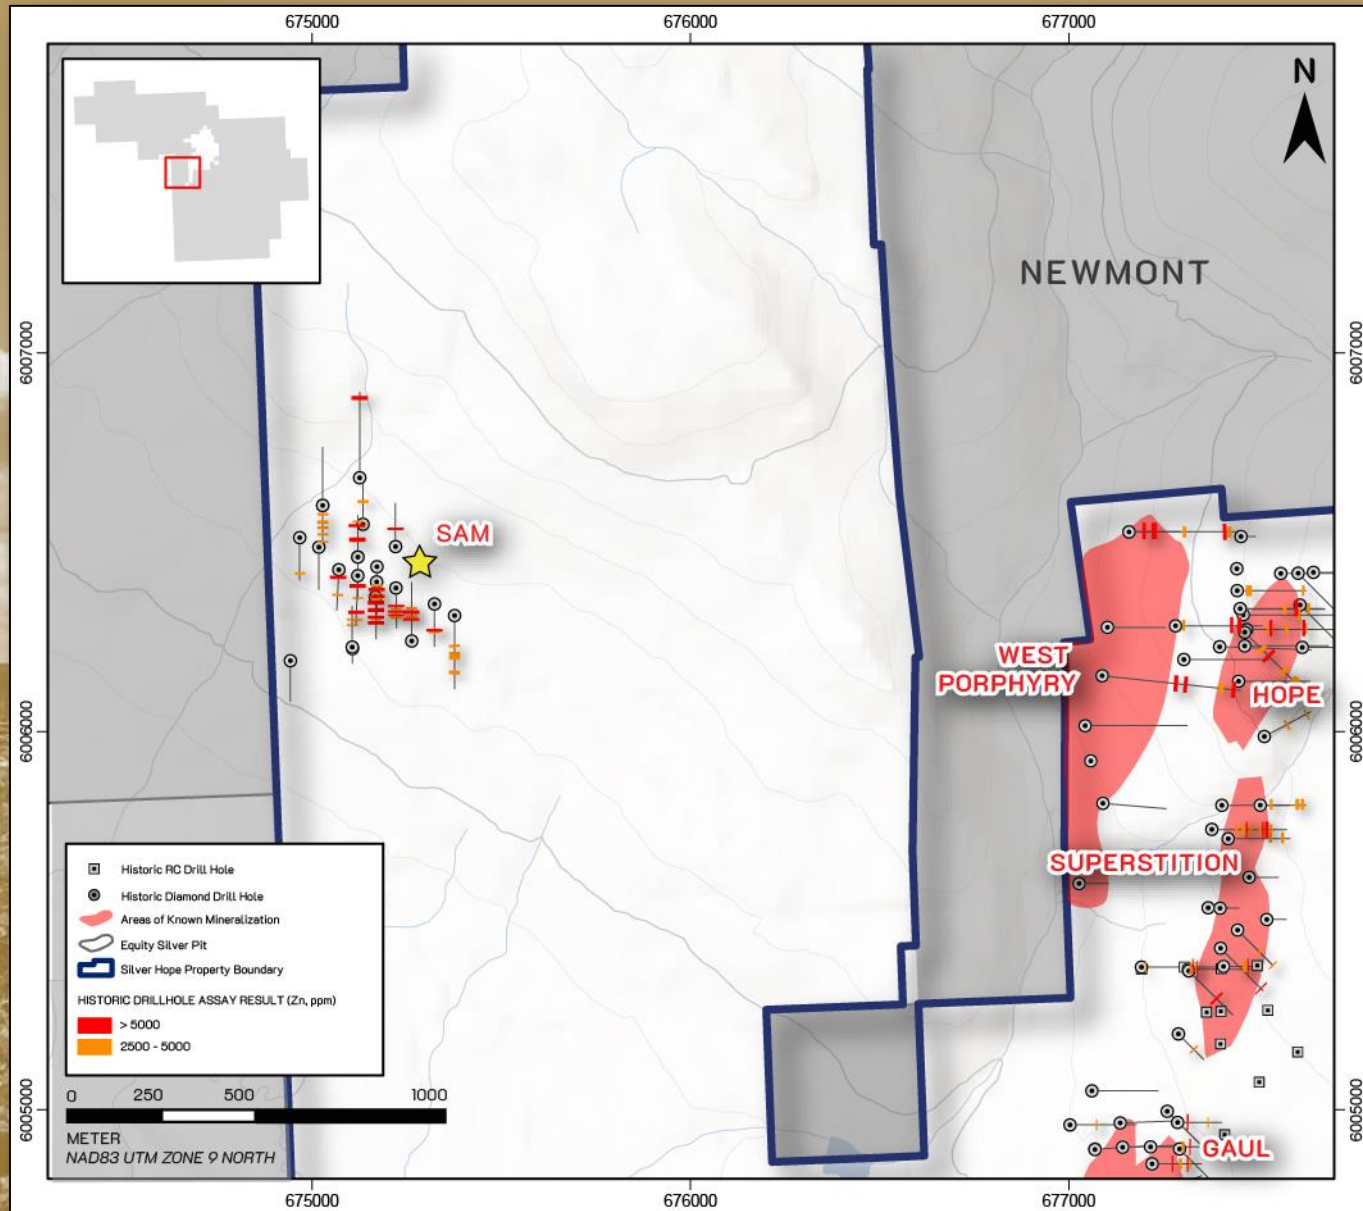 675000
676000
677000
N
NEWMONT
6007000
6007000
SAM
WEST
PORPHYRY
HOPE
6006000
6006000
SUPERSTITION
Historic RC Drill Hole
Historic Diamond Drill Hole
Areas of Known Mineralization
Equity Silver Pit
Silver Hope Property Boundary
HISTORIC DRILLHOLE ASSAY RESULT (Zn, ppm)
> 5000
2500 - 5000
0 250 500 1000
METER
NAD83 UTM ZONE 9 NORTH
6005000
6005000
GAUL
675000
676000
677000